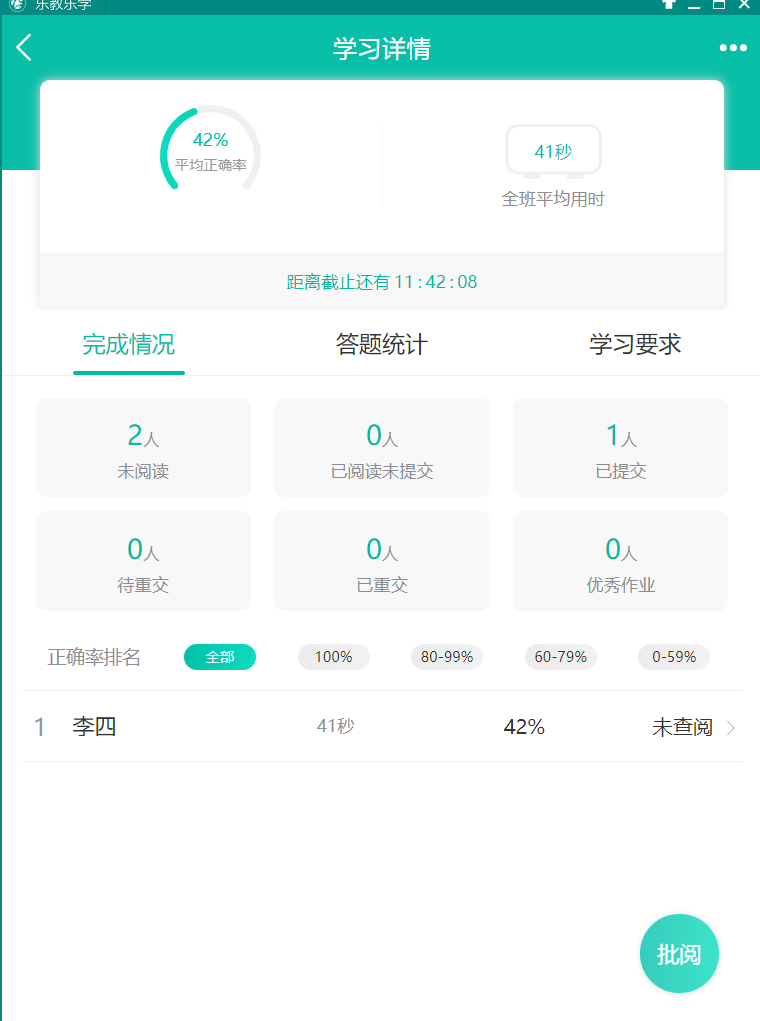 乐教乐学
学习详情
42%
平均正确率
41秒
全班平均用时
距离截止还有 11 : 42 : 08
完成情况 答题统计 学习要求
2人 0人 1人
未阅读 已阅读未提交 已提交
0人 0人 0人
待重交 已重交 优秀作业
正确率排名 全部 100% 80-99% 60-79% 0-59%
1 李四 41秒 42% 未查阅
批阅